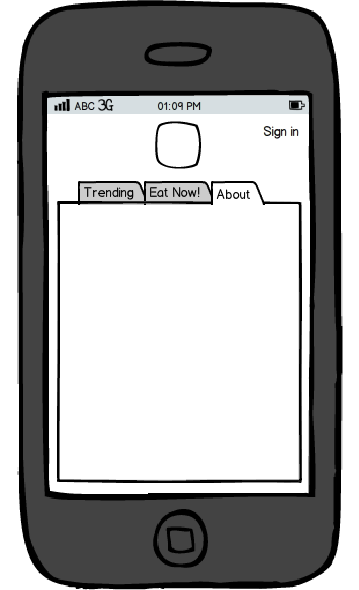 ABC 3G 01:09 PM
Sign in
Trending Eat Now! About